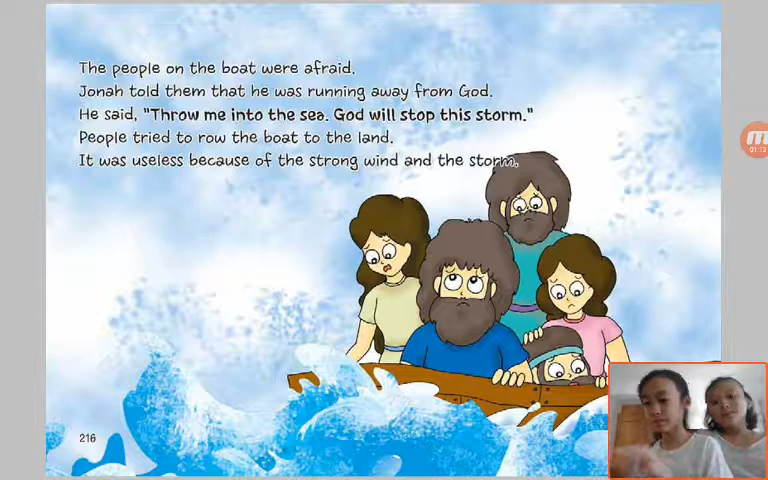 The people on the boat were afraid.
Jonah told them that he was running away from God.
He said, "Throw me into the sea. God will stop this storm."
People tried to row the boat to the land.
It was useless because of the strong wind and the storm.
216
01:13